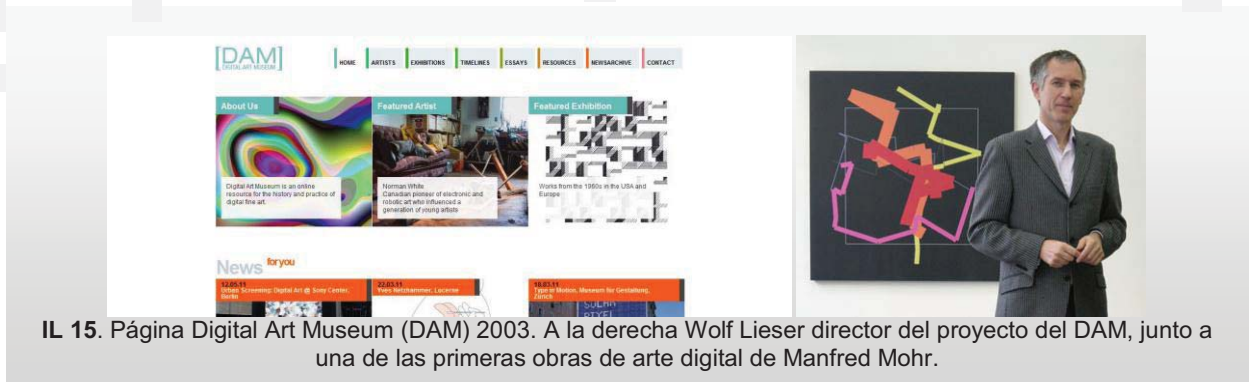 [DAM]
DIGITAL ART MUSEUM
HOME ARTISTS EXHIBITIONS TIMELINES ESSAYS RESOURCES NEWSARCHIVE CONTACT
About Us
Digital Art Museum is an online
resource for the history and practice of
digital fine art.
Featured Artist
Norman White
Canadian pioneer of electronic and
robotic art who influenced a
generation of young artists
Featured Exhibition
Works from the 1960s in the USA and
Europe
News for you
12.05.11
Urban Screening: Digital Art @ Sony Center,
Berlin
22.03.11
Yves Netzhammer, Lucerne
18.03.11
Type in Motion, Museum für Gestaltung,
Zürich
SOLAR
PIXEL
IL 15. Página Digital Art Museum (DAM) 2003. A la derecha Wolf Lieser director del proyecto del DAM, junto a
una de las primeras obras de arte digital de Manfred Mohr.